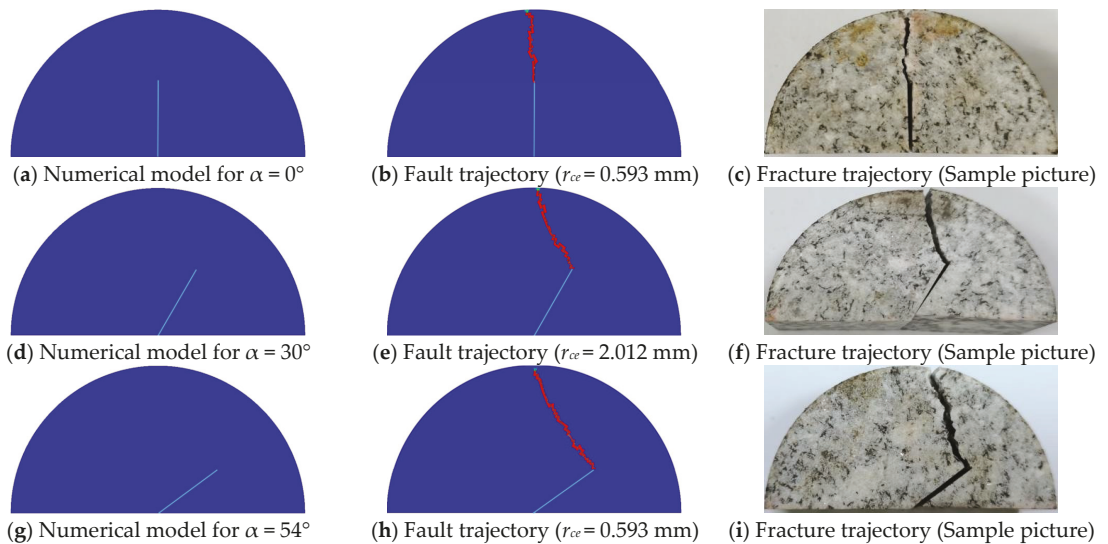 (a) Numerical model for α = 0°
(b) Fault trajectory (rce = 0.593 mm)
(c) Fracture trajectory (Sample picture)
(d) Numerical model for α = 30°
(e) Fault trajectory (rce = 2.012 mm)
(f) Fracture trajectory (Sample picture)
(g) Numerical model for α = 54°
(h) Fault trajectory (rce = 0.593 mm)
(i) Fracture trajectory (Sample picture)